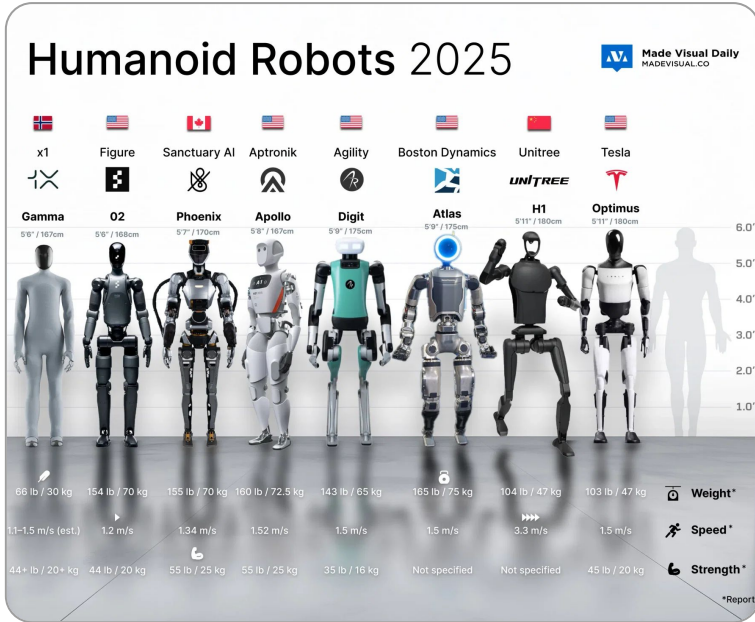 Humanoid Robots 2025
Made Visual Daily
MADEVISUAL.CO
x1 Figure Sanctuary AI Aptronik Agility Boston Dynamics Unitree Tesla
UNITREE
Gamma 02 Phoenix Apollo Digit Atlas H1 Optimus
5'6" / 167cm 5'6" / 168cm 5'7" / 170cm 5'8" / 167cm 5'9" / 175cm 5'9" / 175cm 5'11" / 180cm 5'11" / 180cm
6.0'
5.0'
4.0'
3.0'
2.0'
1.0'
66 lb / 30 kg 154 lb / 70 kg 155 lb / 70 kg 160 lb / 72.5 kg 143 lb / 65 kg 165 lb / 75 kg 104 lb / 47 kg 103 lb / 47 kg Weight*
1.1–1.5 m/s (est.) 1.2 m/s 1.34 m/s 1.52 m/s 1.5 m/s 1.5 m/s 3.3 m/s 1.5 m/s Speed*
44+ lb / 20+ kg 44 lb / 20 kg 55 lb / 25 kg 55 lb / 25 kg 35 lb / 16 kg Not specified Not specified 45 lb / 20 kg Strength*
*Report